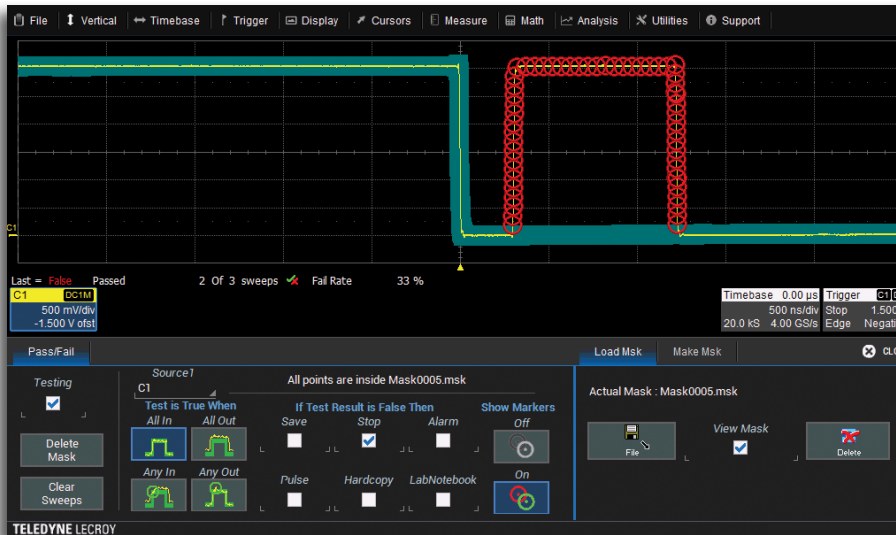 File Vertical Timebase Trigger Display Cursors Measure Math Analysis Utilities Support
C1
Last = False Passed 2 Of 3 sweeps Fail Rate 33 %
C1 DC1M
500 mV/div
-1.500 V ofst
Timebase 0.00 µs Trigger C1
500 ns/div Stop 1.500
20.0 kS 4.00 GS/s Edge Negati
Pass/Fail
Load Msk Make Msk CLO
Testing
Delete
Mask
Clear
Sweeps
Source1
C1
All points are inside Mask0005.msk
Test is True When If Test Result is False Then Show Markers
All In All Out Save Stop Alarm Off
Any In Any Out Pulse Hardcopy LabNotebook On
Actual Mask : Mask0005.msk
View Mask
File Delete
TELEDYNE LECROY